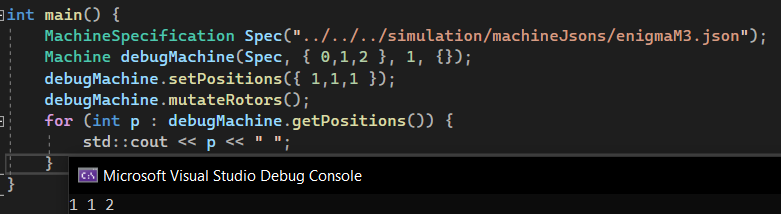 int main() {
    MachineSpecification Spec("../../../simulation/machineJsons/enigmaM3.json");
    Machine debugMachine(Spec, { 0,1,2 }, 1, {});
    debugMachine.setPositions({ 1,1,1 });
    debugMachine.mutateRotors();
    for (int p : debugMachine.getPositions()) {
        std::cout << p << " ";
    }
}
Microsoft Visual Studio Debug Console
1 1 2